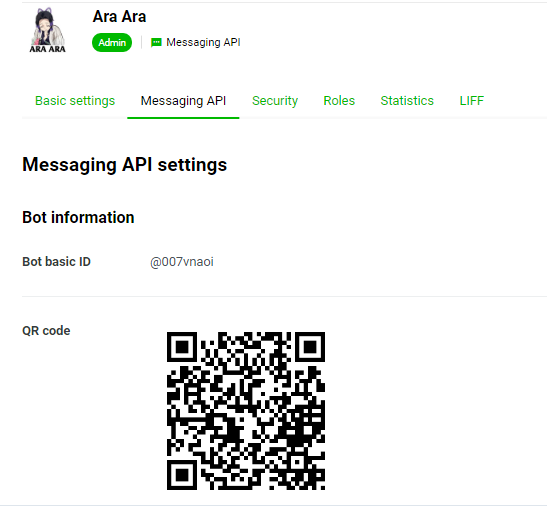 Ara Ara
ARA ARA
Admin
Messaging API
Basic settings Messaging API Security Roles Statistics LIFF
Messaging API settings
Bot information
Bot basic ID @007vnaoi
QR code